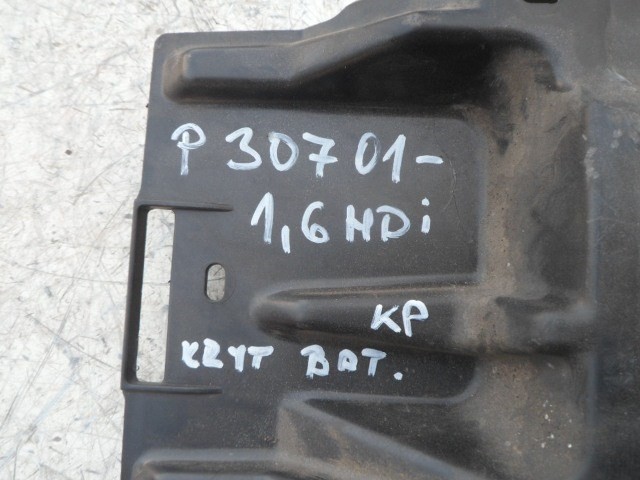 P 307 01-
1,6 HDi
KP
KRYT BAT.